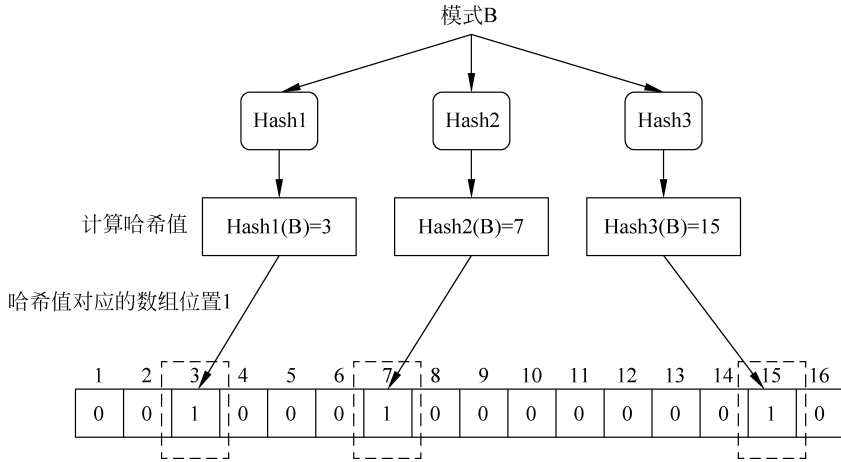 模式B
Hash1 Hash2 Hash3
计算哈希值 Hash1(B)=3 Hash2(B)=7 Hash3(B)=15
哈希值对应的数组位置1
1 2 3 4 5 6 7 8 9 10 11 12 13 14 15 16
0 0 1 0 0 0 1 0 0 0 0 0 0 0 1 0